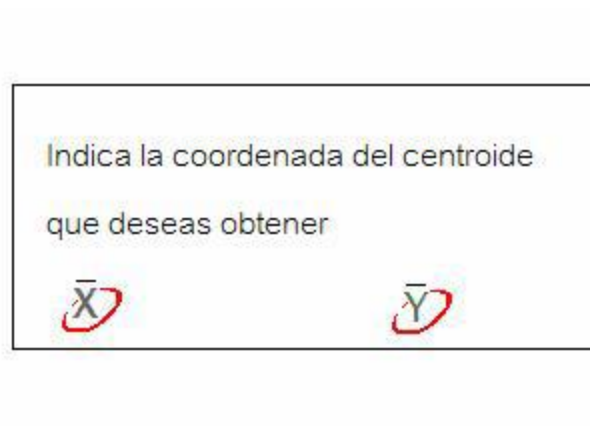 Indica la coordenada del centroide
que deseas obtener
X̅ Y̅